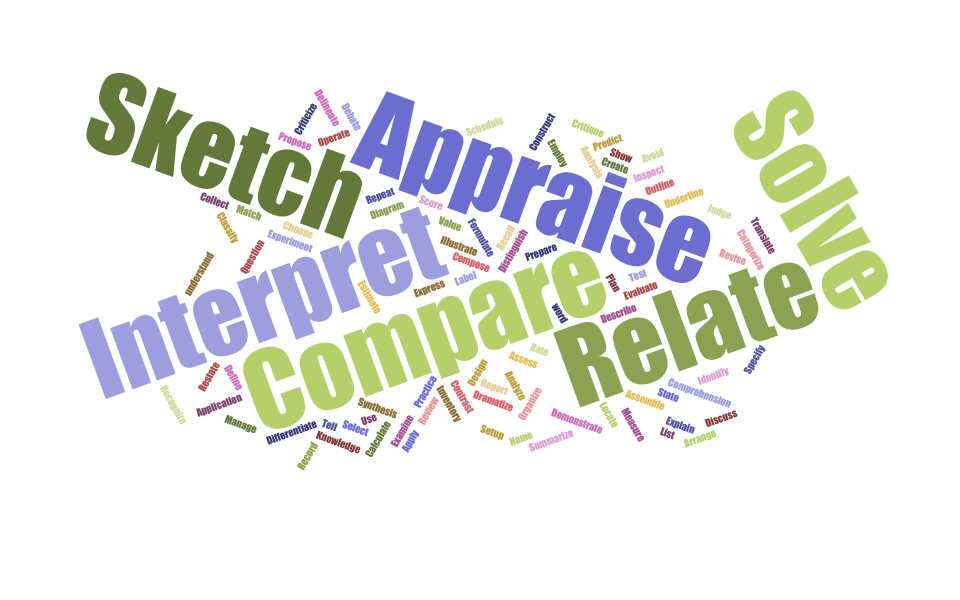 Sketch
Appraise
Solve
Interpret
Compare
Relate
Criticize
Delineate
Debate
Propose
Operate
Schedule
Construct
Critique
Predict
Employ
Analysis
Show
Create
Avoid
Inspect
Outline
Underline
Judge
Collect
Match
Classify
Choose
Experiment
Question
understand
Repeat
Diagram
Score
Value
Formulate
Recall
Distinguish
Illustrate
Compose
Prepare
Express
Label
Estimate
Translate
Categorize
Revise
Test
Plan
Evaluate
word
Describe
Rate
Assess
Specify
Restate
Define
Recognize
Application
Manage
Differentiate
Tell
Select
Use
Synthesis
Knowledge
Record
Calculate
Examine
Apply
Practice
Review
Inventory
Contrast
Design
Report
Dramatize
Analyze
Organize
Setup
Name
Summarize
Demonstrate
Locate
Measure
Assemble
State
Comprehension
Identify
List
Explain
Arrange
Discuss